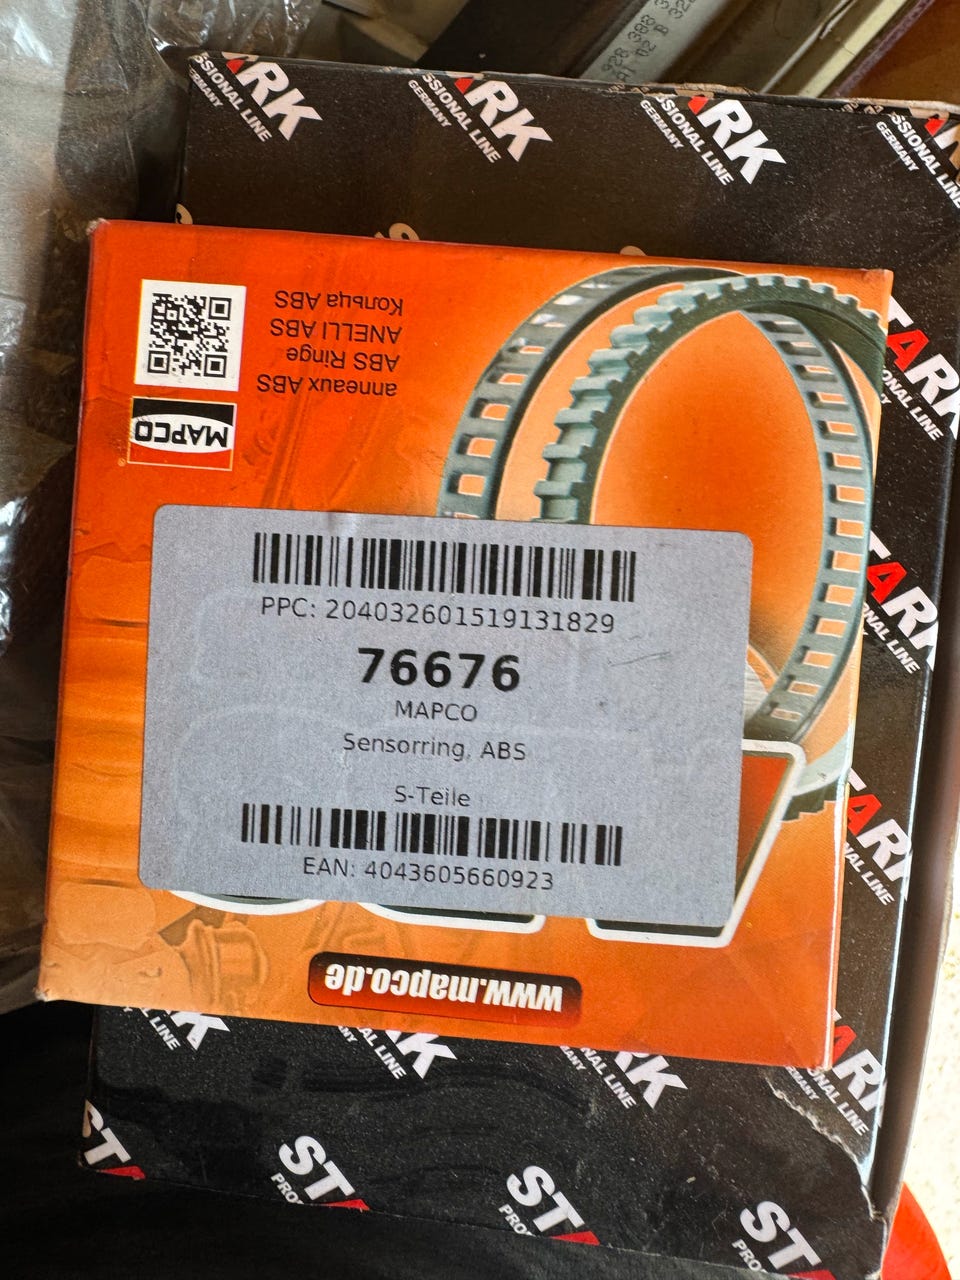 STARK
PROFESSIONAL LINE
GERMANY
Кольца ABS
ANELLI ABS
ABS Ringe
anneaux ABS
MAPCO
PPC: 204032601519131829
76676
MAPCO
Sensorring, ABS
S-Teile
EAN: 4043605660923
www.mapco.de